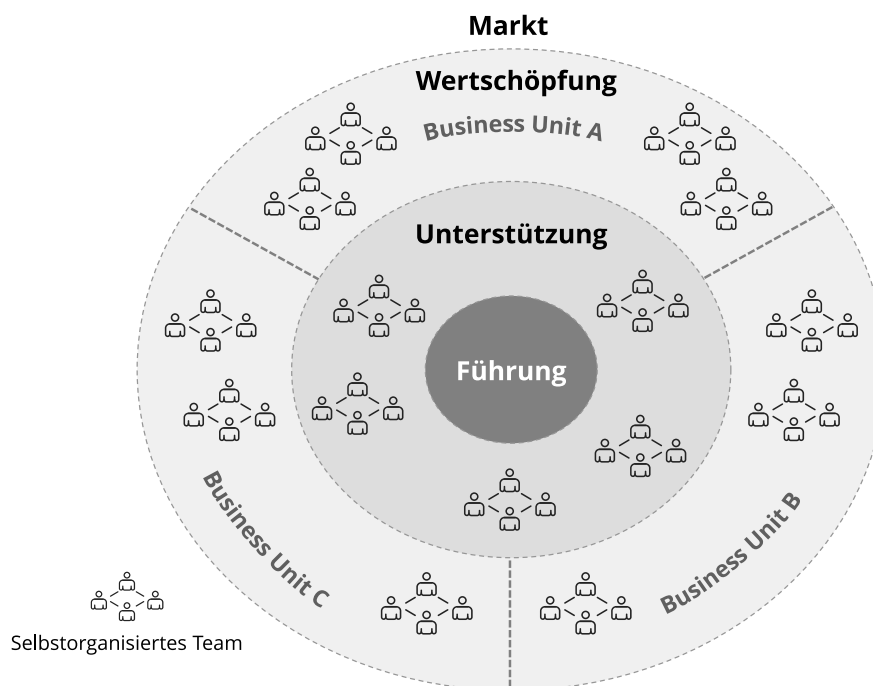 Markt
Wertschöpfung
Business Unit A
Unterstützung
Führung
Business Unit C
Business Unit B
Selbstorganisiertes Team